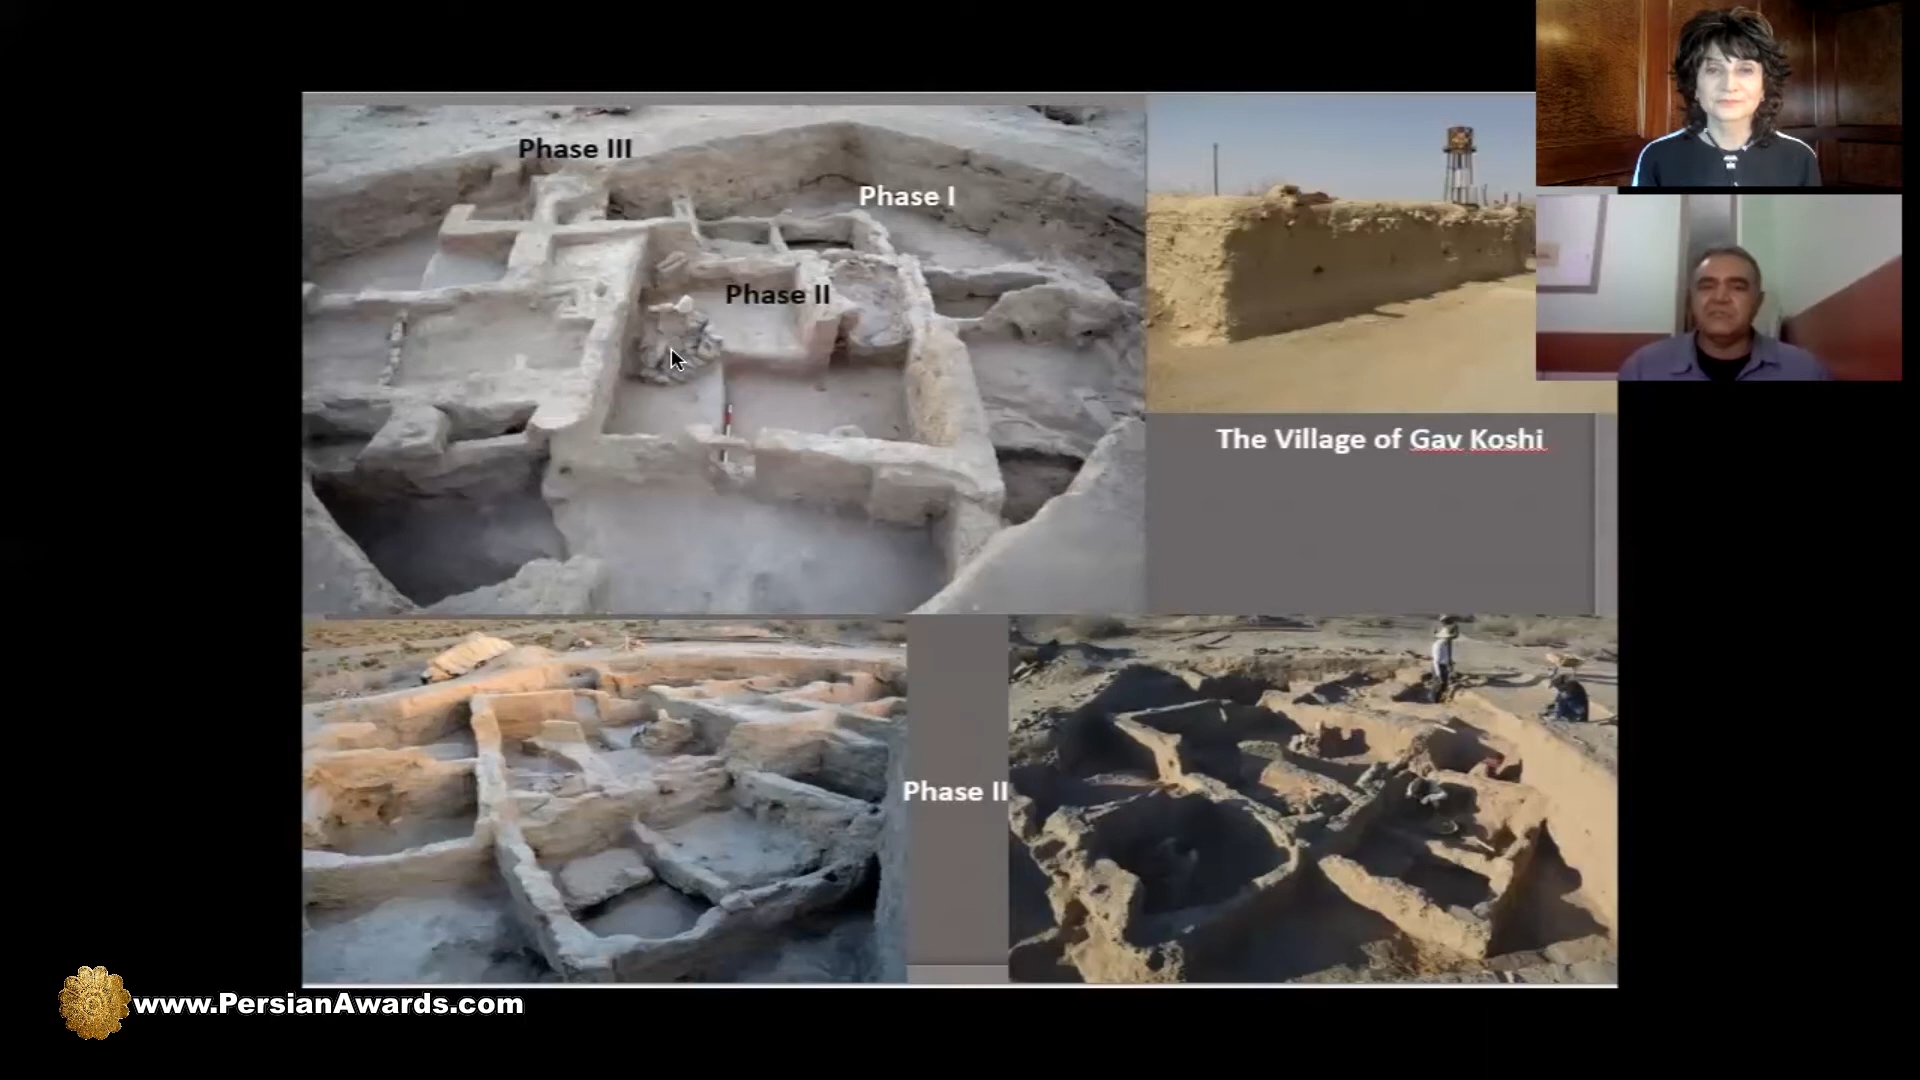 Phase III
Phase I
Phase II
The Village of Gav Koshi
Phase II
www.PersianAwards.com